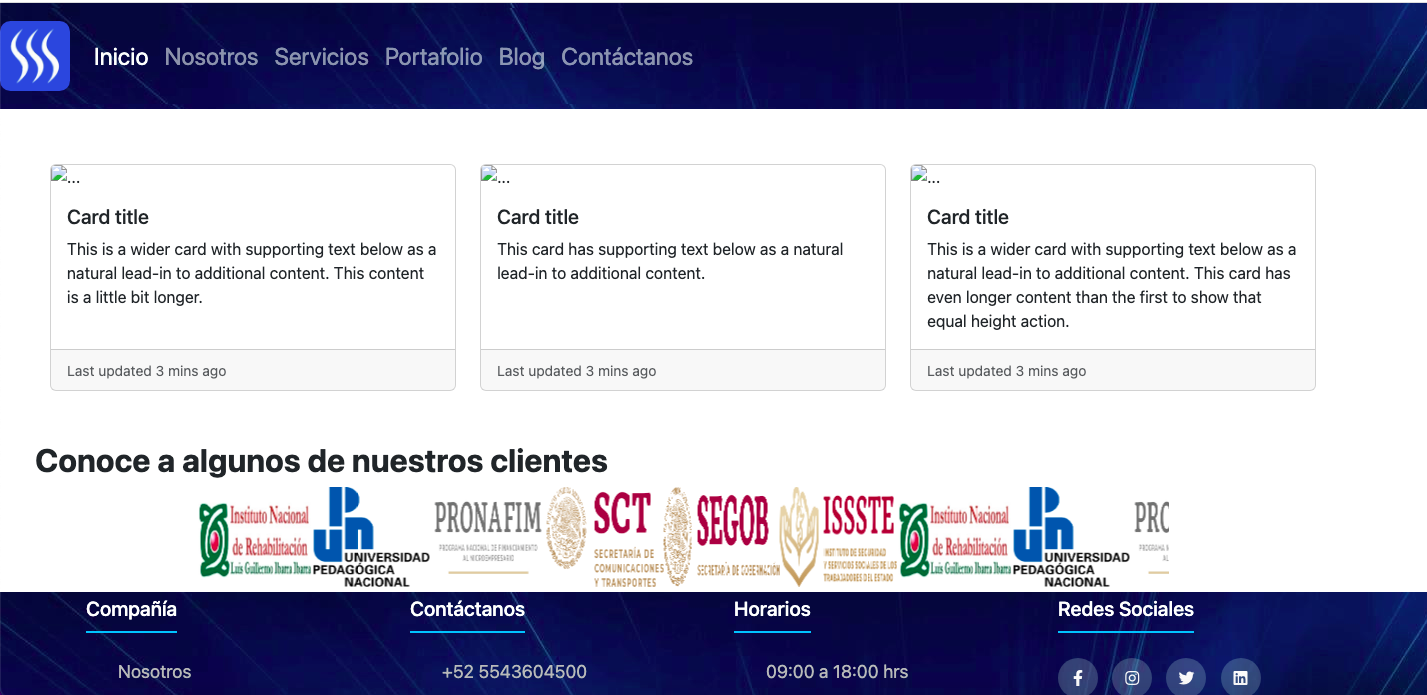 Inicio Nosotros Servicios Portafolio Blog Contáctanos
...
Card title
This is a wider card with supporting text below as a
natural lead-in to additional content. This content
is a little bit longer.
Last updated 3 mins ago
...
Card title
This card has supporting text below as a natural
lead-in to additional content.
Last updated 3 mins ago
...
Card title
This is a wider card with supporting text below as a
natural lead-in to additional content. This card has
even longer content than the first to show that
equal height action.
Last updated 3 mins ago
Conoce a algunos de nuestros clientes
Instituto Nacional
de Rehabilitación
Luis Guillermo Ibarra Ibarra
UNIVERSIDAD
PEDAGÓGICA
NACIONAL
PRONAFIM
PROGRAMA NACIONAL DE FINANCIAMIENTO
AL MICROEMPRESARIO
SCT
SECRETARÍA DE
COMUNICACIONES
Y TRANSPORTES
SEGOB
SECRETARÍA DE GOBERNACIÓN
ISSSTE
INSTITUTO DE SEGURIDAD
Y SERVICIOS SOCIALES DE LOS
TRABAJADORES DEL ESTADO
Instituto Nacional
de Rehabilitación
Luis Guillermo Ibarra Ibarra
UNIVERSIDAD
PEDAGÓGICA
NACIONAL
PRO
Compañía
Nosotros
Contáctanos
+52 5543604500
Horarios
09:00 a 18:00 hrs
Redes Sociales